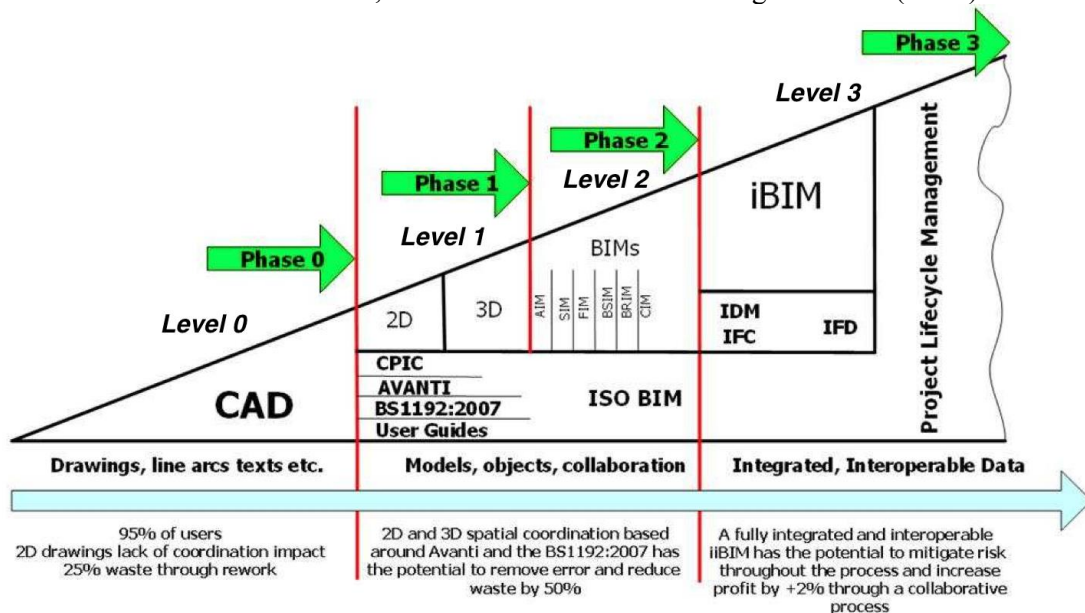 Phase 3
Level 3
Phase 2
Level 2
Phase 1
Level 1
Phase 0
Level 0
iBIM
BIMs
2D
3D
AIM
SIM
FIM
BSIM
BRIM
CIM
IDM
IFC
IFD
Project Lifecycle Management
CAD
CPIC
AVANTI
BS1192:2007
User Guides
ISO BIM
Drawings, line arcs texts etc.
Models, objects, collaboration
Integrated, Interoperable Data
95% of users
2D drawings lack of coordination impact
25% waste through rework
2D and 3D spatial coordination based
around Avanti and the BS1192:2007 has
the potential to remove error and reduce
waste by 50%
A fully integrated and interoperable
iiBIM has the potential to mitigate risk
throughout the process and increase
profit by +2% through a collaborative
process